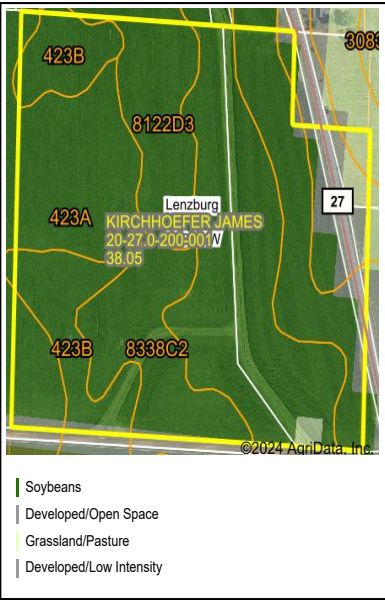 423B
3083
8122D3
27
Lenzburg
423A
KIRCHHOEFER JAMES
20-27.0-200-001
W
38.05
423B
8338C2
©2024 AgriData, Inc.
Soybeans
Developed/Open Space
Grassland/Pasture
Developed/Low Intensity